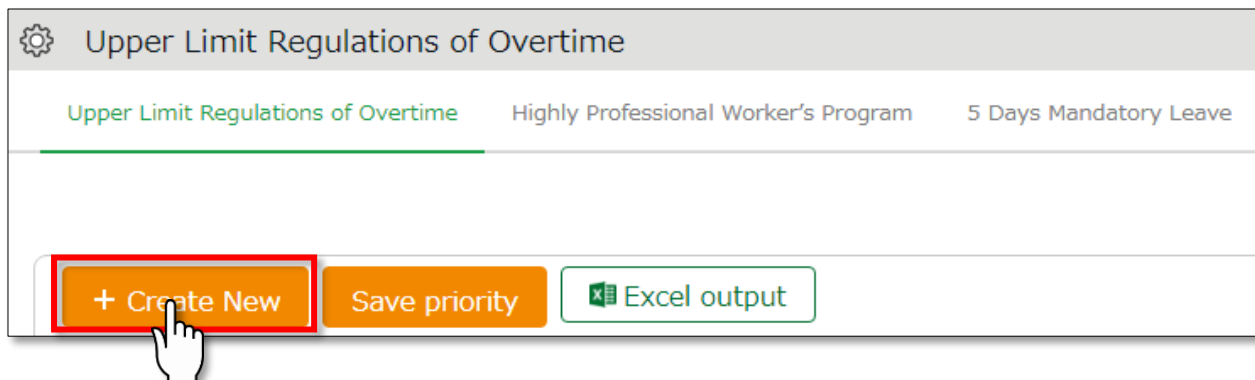 Upper Limit Regulations of Overtime
Upper Limit Regulations of Overtime Highly Professional Worker's Program 5 Days Mandatory Leave
+ Create New Save priority Excel output